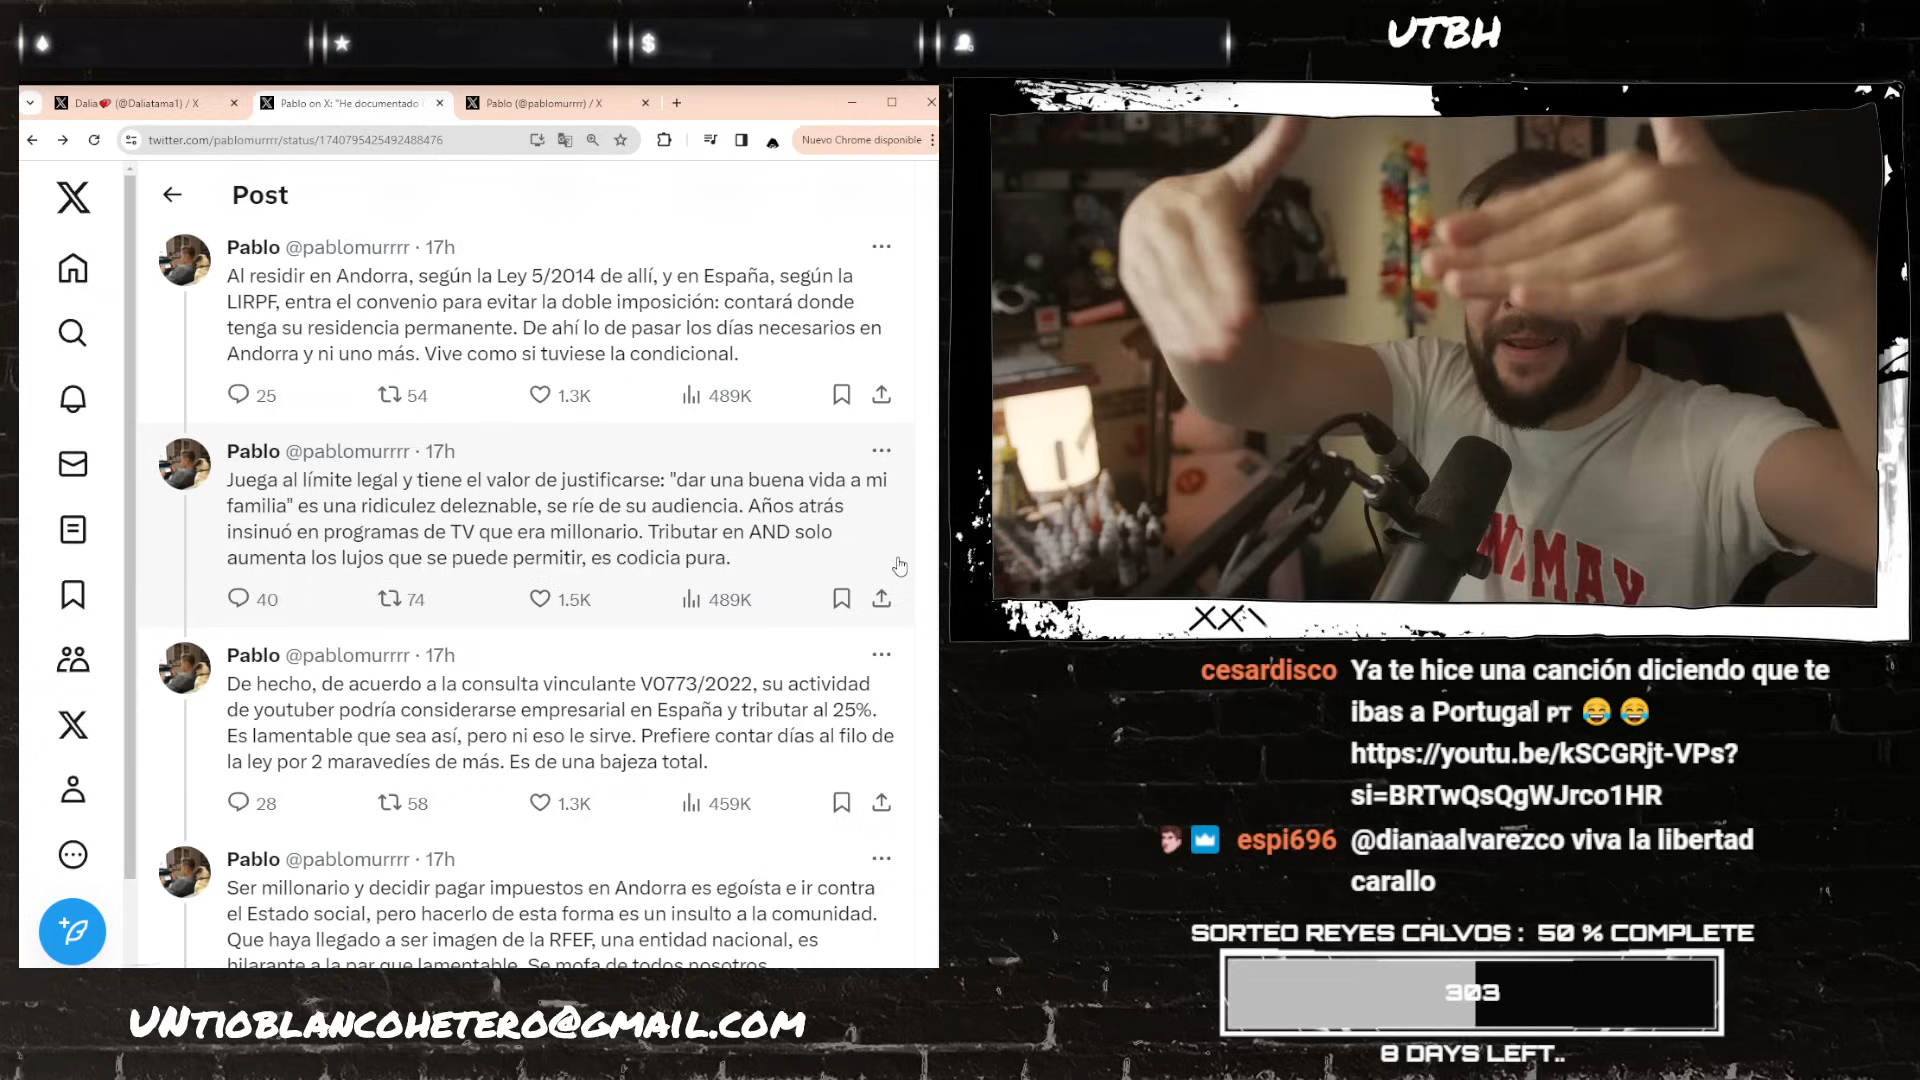 UTBH
Dalia (@Daliatama1) / X
Pablo on X: "He documentado
Pablo (@pablomurrrr) / X
twitter.com/pablomurrrr/status/1740795425492488476
Nuevo Chrome disponible
Post
Pablo @pablomurrrr · 17h
Al residir en Andorra, según la Ley 5/2014 de allí, y en España, según la
LIRPF, entra el convenio para evitar la doble imposición: contará donde
tenga su residencia permanente. De ahí lo de pasar los días necesarios en
Andorra y ni uno más. Vive como si tuviese la condicional.
25 54 1.3K 489K
Pablo @pablomurrrr · 17h
Juega al límite legal y tiene el valor de justificarse: "dar una buena vida a mi
familia" es una ridiculez deleznable, se ríe de su audiencia. Años atrás
insinuó en programas de TV que era millonario. Tributar en AND solo
aumenta los lujos que se puede permitir, es codicia pura.
40 74 1.5K 489K
Pablo @pablomurrrr · 17h
De hecho, de acuerdo a la consulta vinculante V0773/2022, su actividad
de youtuber podría considerarse empresarial en España y tributar al 25%.
Es lamentable que sea así, pero ni eso le sirve. Prefiere contar días al filo de
la ley por 2 maravedíes de más. Es de una bajeza total.
28 58 1.3K 459K
Pablo @pablomurrrr · 17h
Ser millonario y decidir pagar impuestos en Andorra es egoísta e ir contra
el Estado social, pero hacerlo de esta forma es un insulto a la comunidad.
Que haya llegado a ser imagen de la RFEF, una entidad nacional, es
hilarante a la par que lamentable. Se mofa de todos nosotros.
cesardisco Ya te hice una canción diciendo que te
ibas a Portugal PT 😂 😂
https://youtu.be/kSCGRjt-VPs?
si=BRTwQsQgWJrco1HR
espi696 @dianaalvarezco viva la libertad
carallo
SORTEO REYES CALVOS : 50 % COMPLETE
303
8 DAYS LEFT..
UNTIOBLANCOHETERO@GMAIL.COM